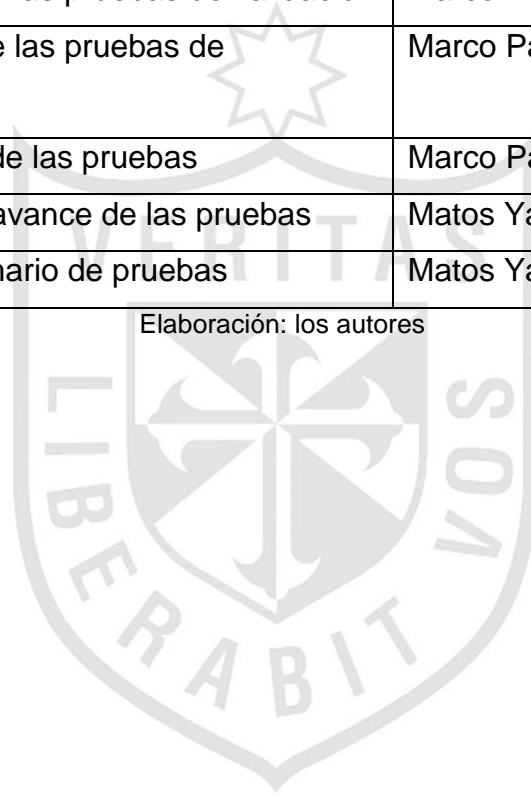 e las pruebas de Marco Pa
de las pruebas Marco Pa
avance de las pruebas Matos Ya
nario de pruebas Matos Ya
Elaboración: los autores
VERITAS
LIBERABIT VOS